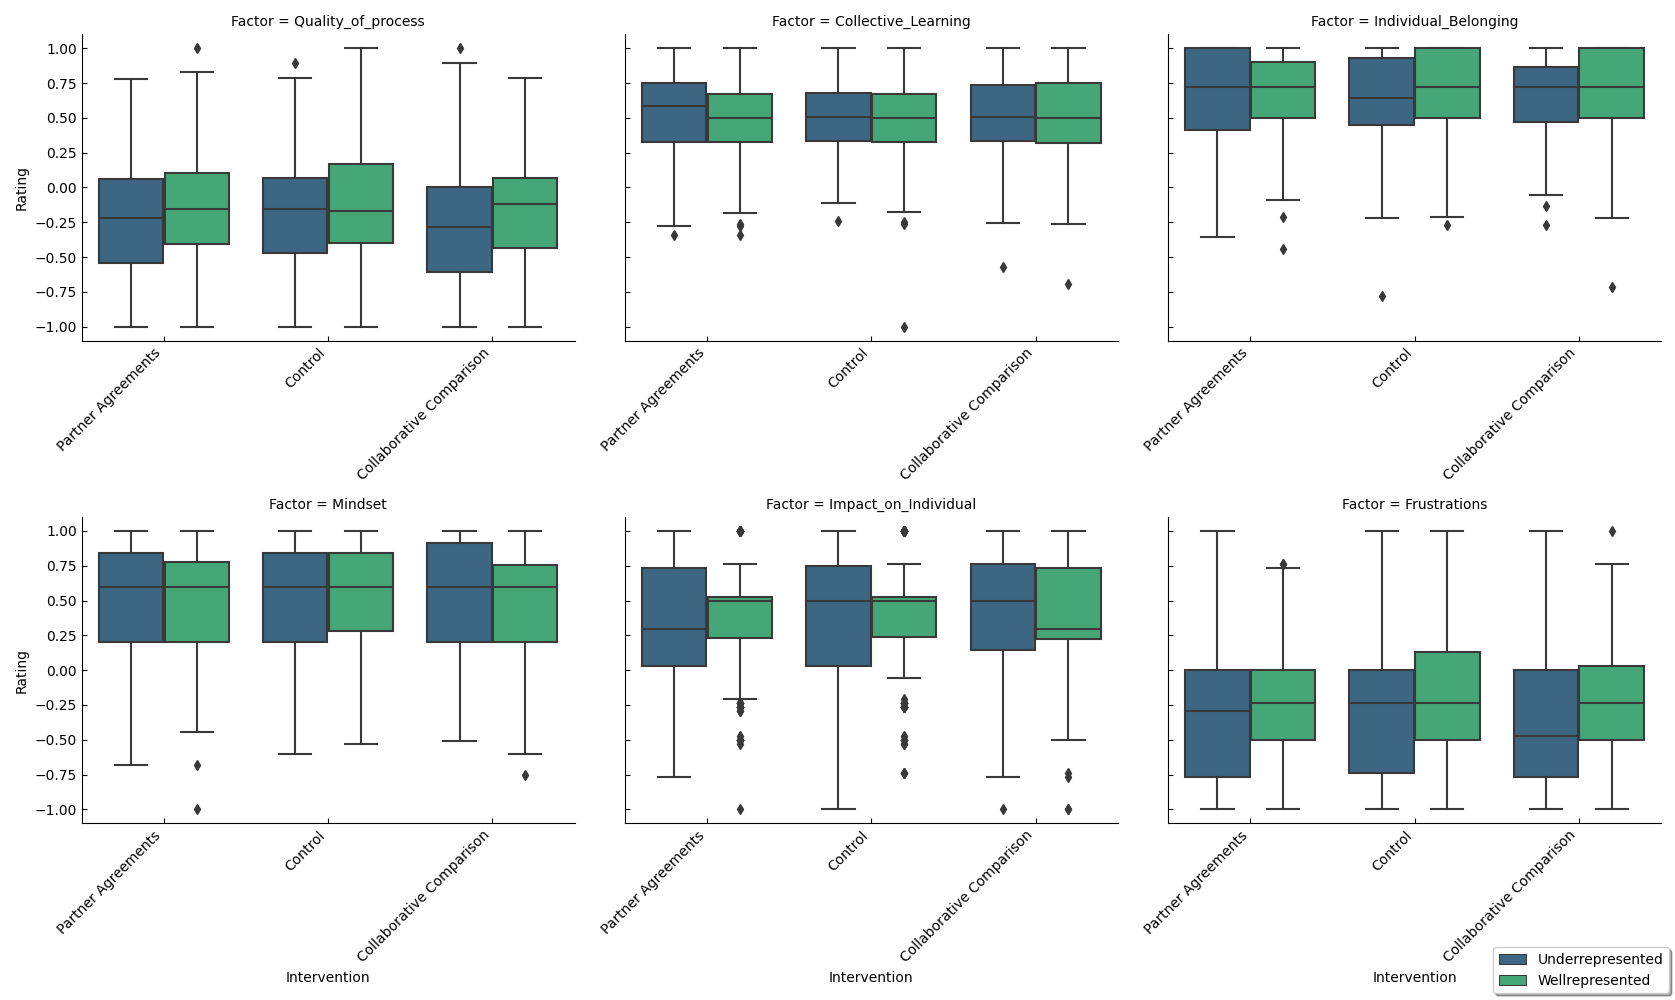 Factor = Quality_of_process
Factor = Collective_Learning
Factor = Individual_Belonging
Rating
1.00
0.75
0.50
0.25
0.00
−0.25
−0.50
−0.75
−1.00
Partner Agreements
Control
Collaborative Comparison
Partner Agreements
Control
Collaborative Comparison
Partner Agreements
Control
Collaborative Comparison
Factor = Mindset
Factor = Impact_on_Individual
Factor = Frustrations
Rating
1.00
0.75
0.50
0.25
0.00
−0.25
−0.50
−0.75
−1.00
Partner Agreements
Control
Collaborative Comparison
Partner Agreements
Control
Collaborative Comparison
Partner Agreements
Control
Collaborative Comparison
Intervention
Intervention
Intervention
Underrepresented
Wellrepresented